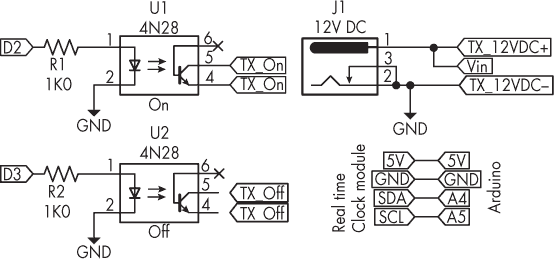 U1
4N28
D2
R1
1K0
1
2
6
5
4
TX_On
TX_On
On
GND
J1
12V DC
1
3
2
TX_12VDC+
Vin
TX_12VDC–
GND
U2
4N28
D3
R2
1K0
1
2
6
5
4
TX_Off
TX_Off
Off
GND
Real time
Clock module
5V 5V
GND GND
SDA A4
SCL A5
Arduino